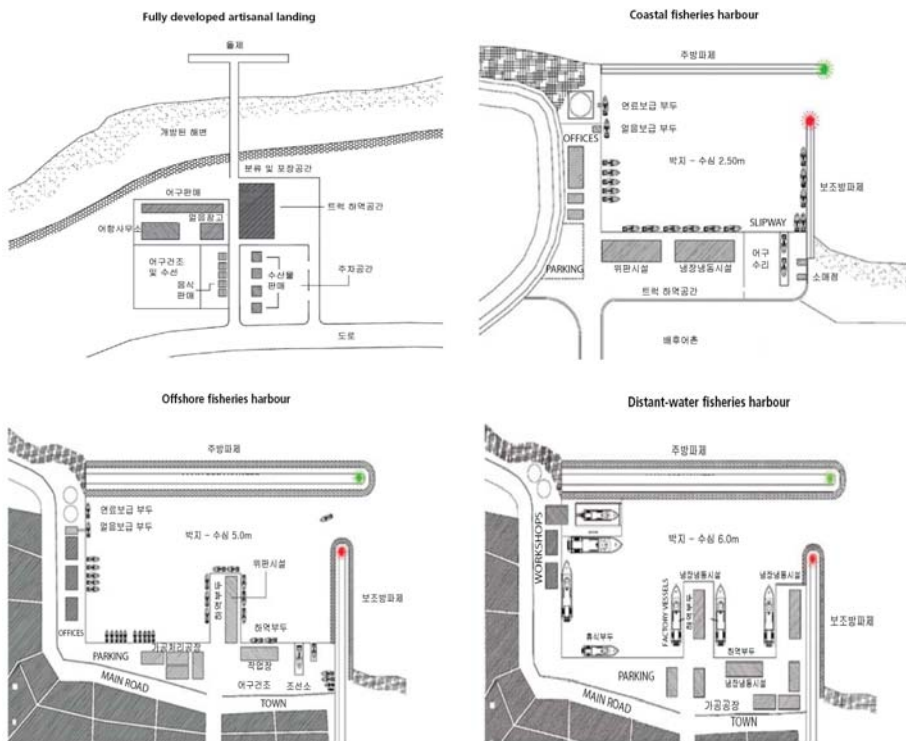 Fully developed artisanal landing
돌제
개방된 해변
분류 및 포장공간
어구판매
얼음창고
어항사무소
트럭 하역공간
어구건조
및 수선
음식
판매
수산물
판매
주차공간
도로
Coastal fisheries harbour
주방파제
연료보급 부두
얼음보급 부두
OFFICES
박지 – 수심 2.50m
보조방파제
SLIPWAY
어구
수리
PARKING
위판시설
냉장냉동시설
소매점
트럭 하역공간
배후어촌
Offshore fisheries harbour
주방파제
연료보급 부두
얼음보급 부두
박지 – 수심 5.0m
위판시설
하역부두
보조방파제
하역부두
OFFICES
PARKING
가공처리공장
작업장
MAIN ROAD
어구건조
조선소
TOWN
Distant-water fisheries harbour
주방파제
WORKSHOPS
박지 – 수심 6.0m
냉장냉동시설
냉장냉동시설
FACTORY VESSELS
하역부두
보조방파제
휴식부두
하역부두
PARKING
냉장냉동시설
MAIN ROAD
가공공장
TOWN